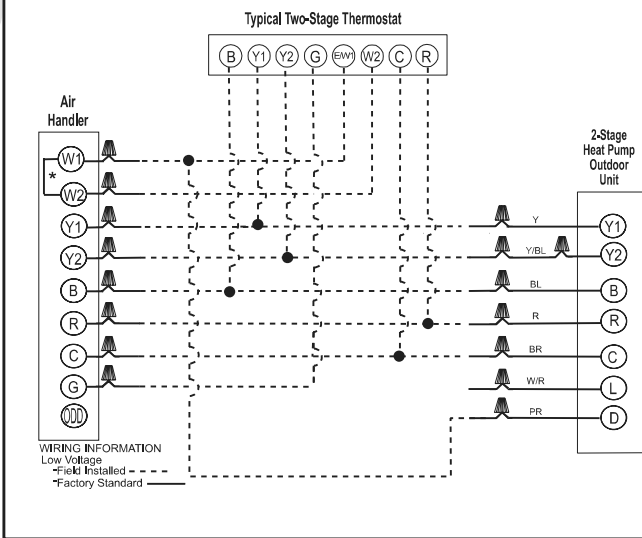 Typical Two-Stage Thermostat
B Y1 Y2 G E/W1 W2 C R
Air
Handler
W1
*
W2
Y1
Y2
B
R
C
G
ODD
2-Stage
Heat Pump
Outdoor
Unit
Y Y1
Y/BL Y2
BL B
R R
BR C
W/R L
PR D
WIRING INFORMATION
Low Voltage
-Field Installed
-Factory Standard